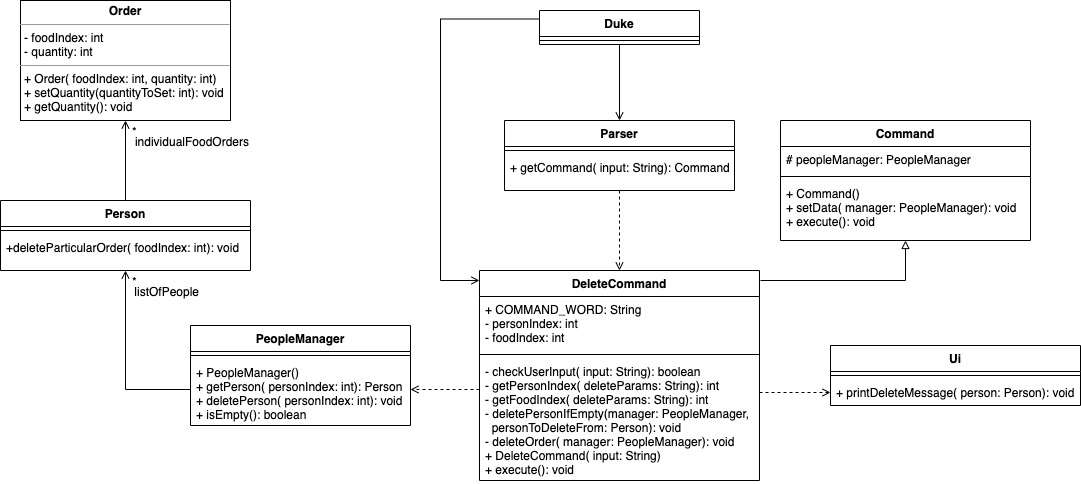 Order
- foodIndex: int
- quantity: int
+ Order( foodIndex: int, quantity: int)
+ setQuantity(quantityToSet: int): void
+ getQuantity(): void
*
individualFoodOrders
Person
+deleteParticularOrder( foodIndex: int): void
*
listOfPeople
PeopleManager
+ PeopleManager()
+ getPerson( personIndex: int): Person
+ deletePerson( personIndex: int): void
+ isEmpty(): boolean
Duke
Parser
+ getCommand( input: String): Command
DeleteCommand
+ COMMAND_WORD: String
- personIndex: int
- foodIndex: int
- checkUserInput( input: String): boolean
- getPersonIndex( deleteParams: String): int
- getFoodIndex( deleteParams: String): int
- deletePersonIfEmpty(manager: PeopleManager,
personToDeleteFrom: Person): void
- deleteOrder( manager: PeopleManager): void
+ DeleteCommand( input: String)
+ execute(): void
Command
# peopleManager: PeopleManager
+ Command()
+ setData( manager: PeopleManager): void
+ execute(): void
Ui
+ printDeleteMessage( person: Person): void